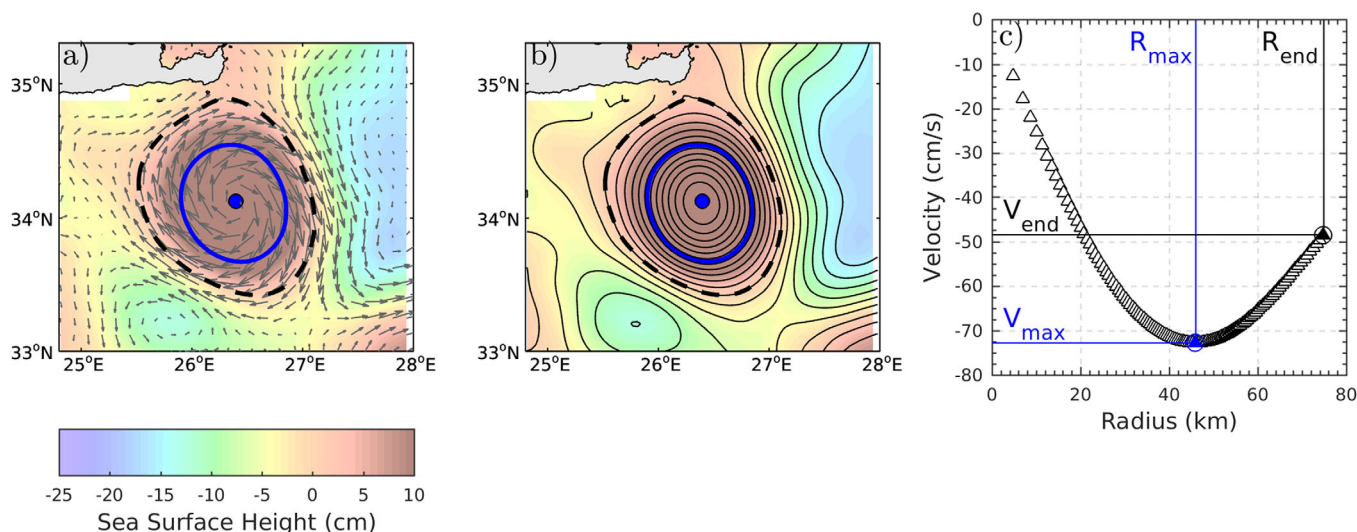 a)
35°N
34°N
33°N
25°E 26°E 27°E 28°E
-25 -20 -15 -10 -5 0 5 10
Sea Surface Height (cm)
b)
35°N
34°N
33°N
25°E 26°E 27°E 28°E
c)
Rmax Rend
Vend
Vmax
0
-10
-20
-30
-40
-50
-60
-70
-80
Velocity (cm/s)
0 20 40 60 80
Radius (km)